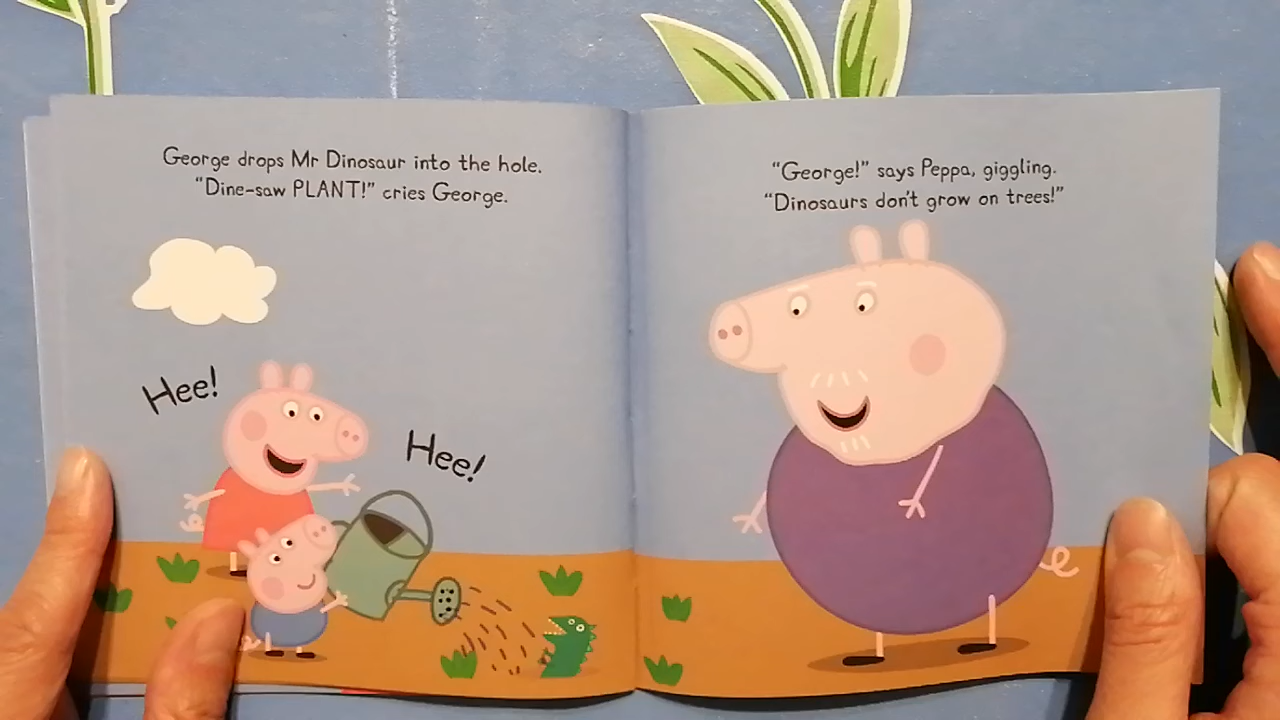 George drops Mr Dinosaur into the hole.
“Dine-saw PLANT!” cries George.
Hee!
Hee!
“George!” says Peppa, giggling.
“Dinosaurs don't grow on trees!”